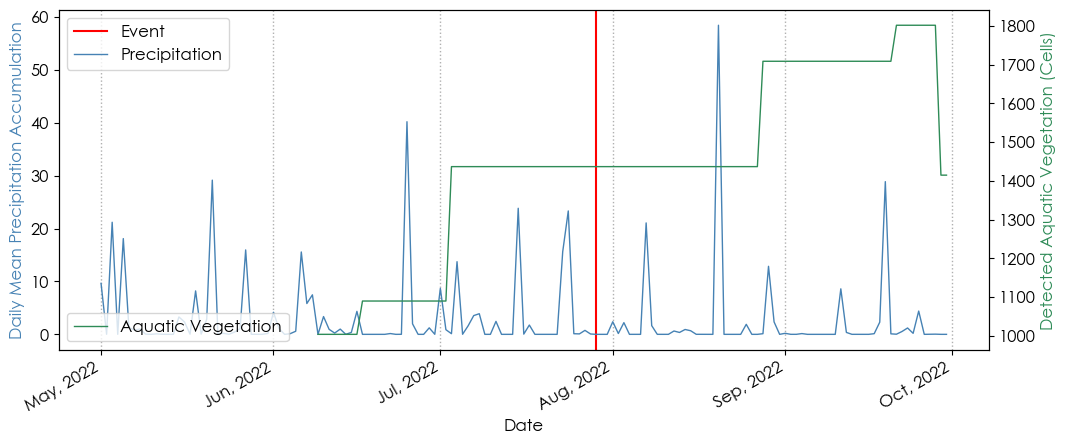 Daily Mean Precipitation Accumulation
60
50
40
30
20
10
0
Event
Precipitation
Aquatic Vegetation
1800
1700
1600
1500
1400
1300
1200
1100
1000
Detected Aquatic Vegetation (Cells)
May, 2022
Jun, 2022
Jul, 2022
Aug, 2022
Sep, 2022
Oct, 2022
Date